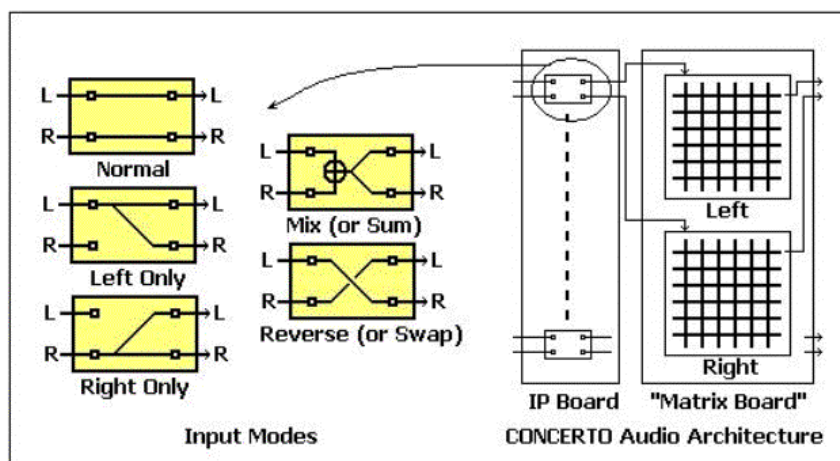 L L
R R
Normal
L L
R R
Left Only
L L
R R
Right Only
L L
R R
Mix (or Sum)
L L
R R
Reverse (or Swap)
Input Modes
Left
Right
IP Board
"Matrix Board"
CONCERTO Audio Architecture